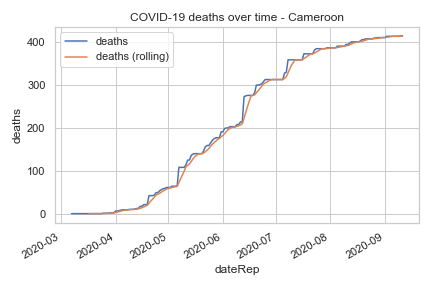 COVID-19 deaths over time - Cameroon
deaths
deaths (rolling)
deaths
400
300
200
100
0
2020-03
2020-04
2020-05
2020-06
2020-07
2020-08
2020-09
dateRep